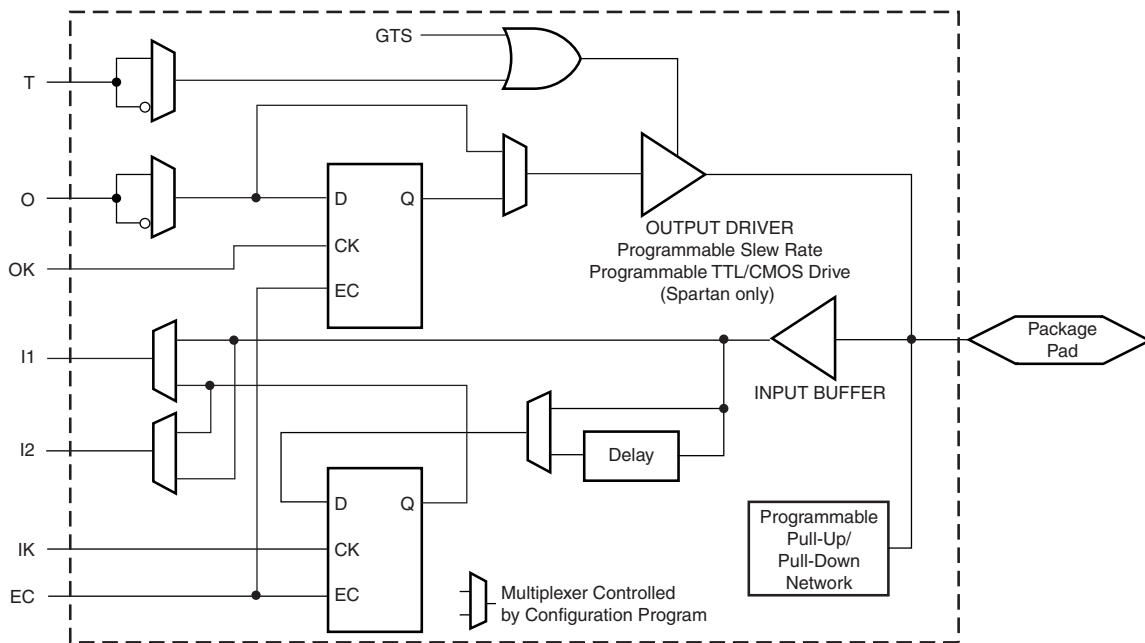 GTS
T
O
D
Q
CK
EC
OK
OUTPUT DRIVER
Programmable Slew Rate
Programmable TTL/CMOS Drive
(Spartan only)
I1
INPUT BUFFER
Package
Pad
I2
Delay
D
Q
CK
EC
IK
EC
Programmable
Pull-Up/
Pull-Down
Network
Multiplexer Controlled
by Configuration Program